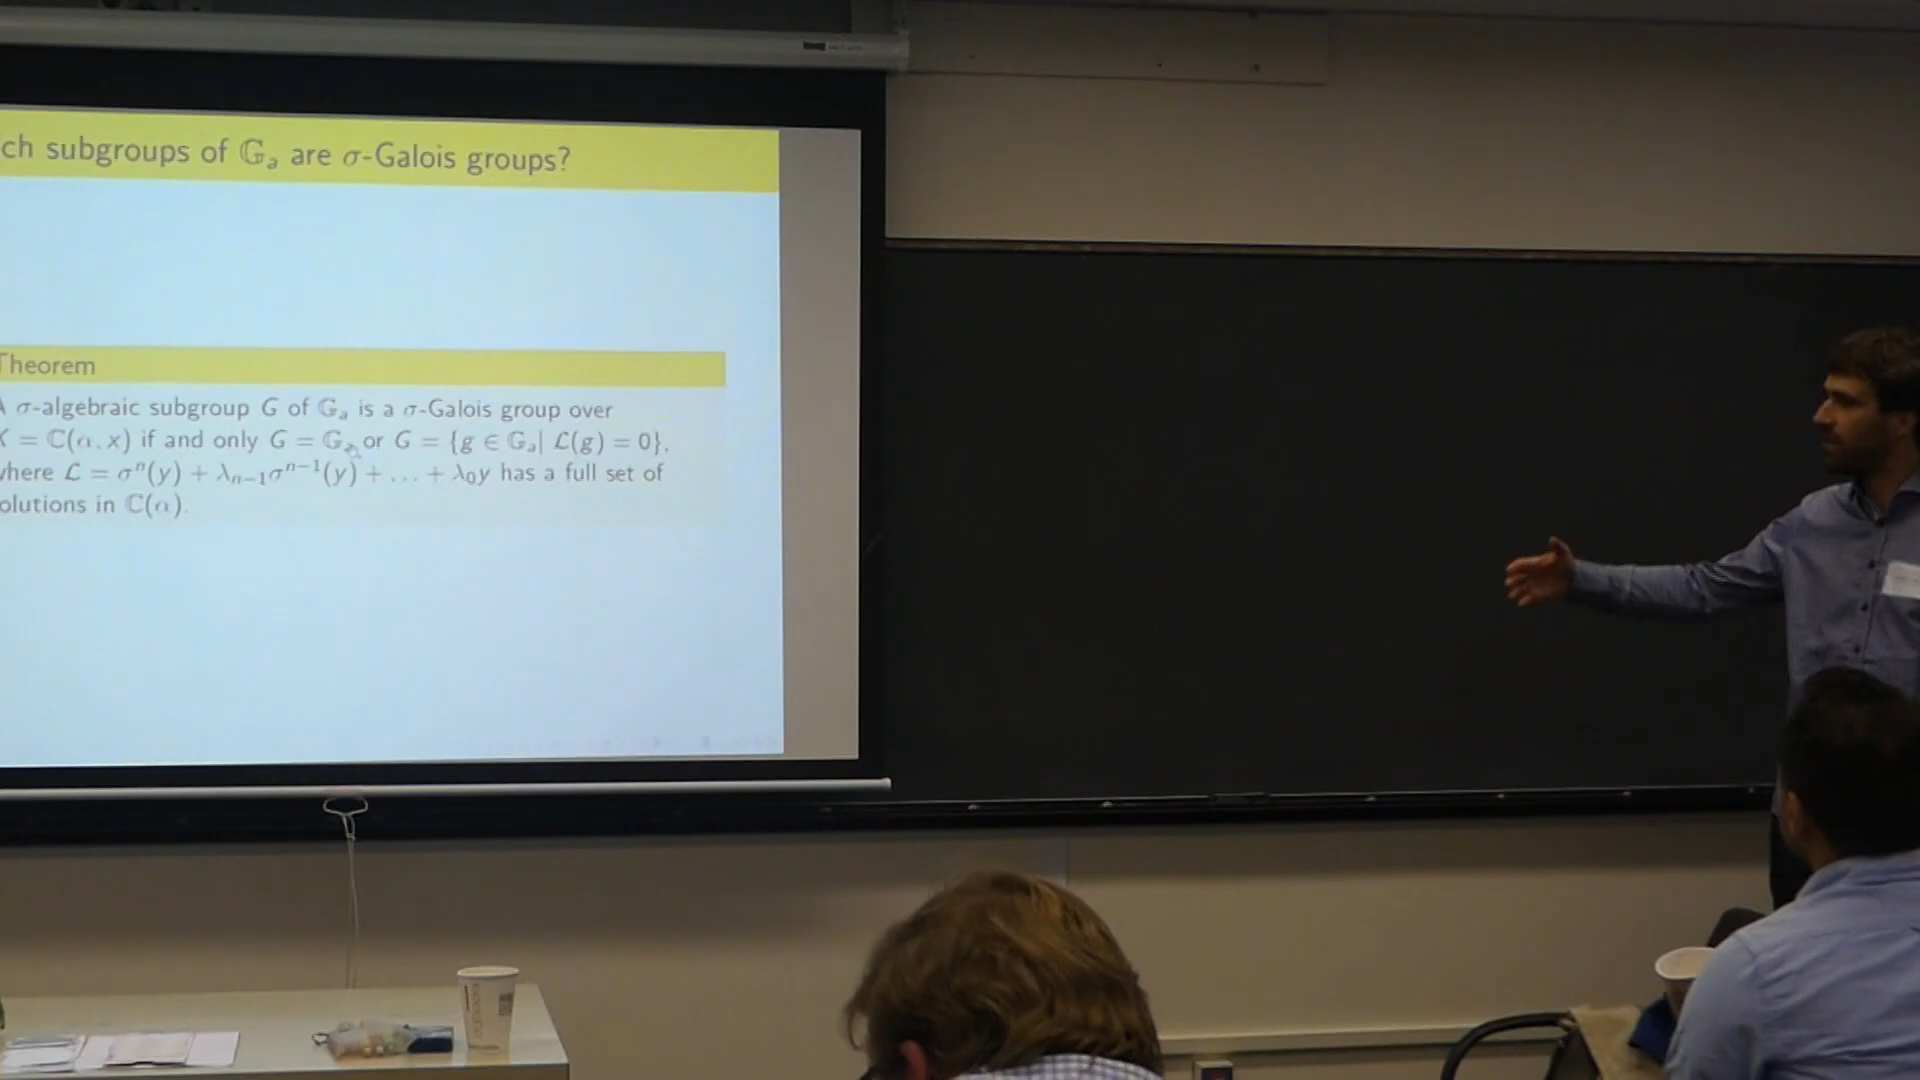 ch subgroups of 𝔾ₐ are σ-Galois groups?
Theorem
A σ-algebraic subgroup G of 𝔾ₐ is a σ-Galois group over
K = ℂ(α, x) if and only G = 𝔾ₐ or G = {g ∈ 𝔾ₐ| ℒ(g) = 0},
where ℒ = σⁿ(y) + λₙ₋₁σⁿ⁻¹(y) + … + λ₀y has a full set of
olutions in ℂ(α).